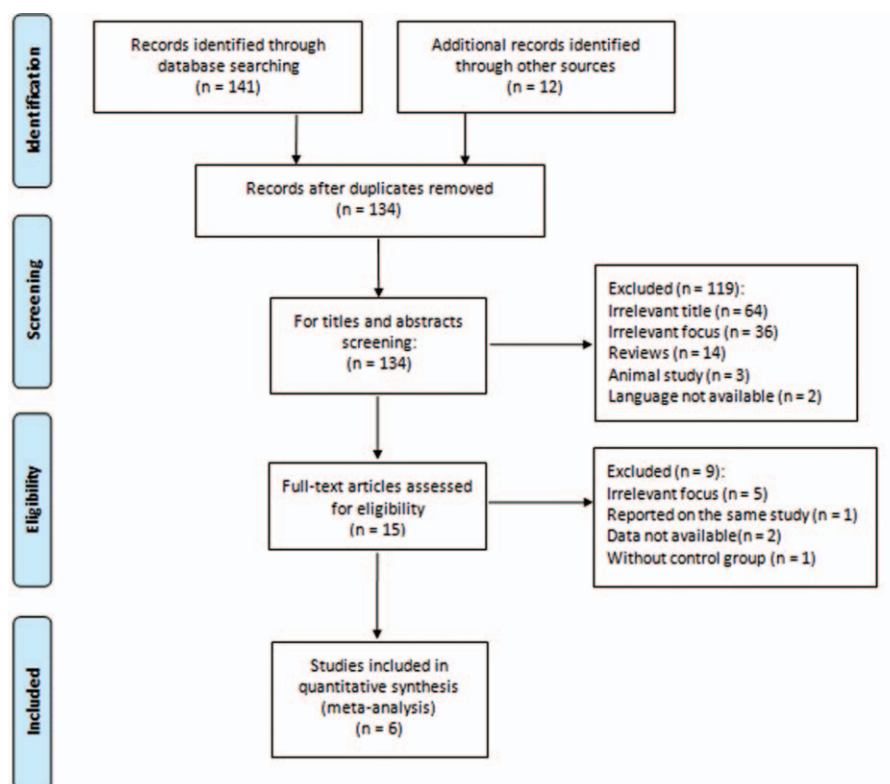 Identification
Records identified through
database searching
(n = 141)
Additional records identified
through other sources
(n = 12)
Records after duplicates removed
(n = 134)
Screening
For titles and abstracts
screening:
(n = 134)
Excluded (n = 119):
Irrelevant title (n = 64)
Irrelevant focus (n = 36)
Reviews (n = 14)
Animal study (n = 3)
Language not available (n = 2)
Eligibility
Full-text articles assessed
for eligibility
(n = 15)
Excluded (n = 9):
Irrelevant focus (n = 5)
Reported on the same study (n = 1)
Data not available(n = 2)
Without control group (n = 1)
Included
Studies included in
quantitative synthesis
(meta-analysis)
(n = 6)